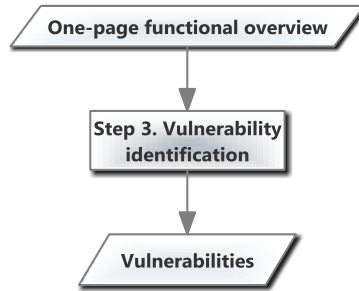 One-page functional overview
Step 3. Vulnerability
identification
Vulnerabilities